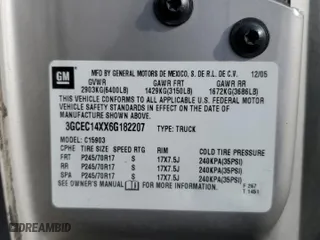 GM
MFD BY GENERAL MOTORS DE MEXICO, S. DE R.L. DE C.V. 12/05
GVWR GAWR FRT GAWR RR
2903KG(6400LB) 1429KG(3150LB) 1672KG(3686LB)
THIS VEHICLE CONFORMS TO ALL APPLICABLE U.S. FEDERAL MOTOR
VEHICLE SAFETY STANDARDS IN EFFECT ON THE DATE OF
MANUFACTURE SHOWN ABOVE.
3GCEC14XX6G182207 TYPE: TRUCK
MODEL: C15903
CPHE TIRE SIZE SPEED RTG RIM COLD TIRE PRESSURE
FRT P245/70R17 S 17X7.5J 240KPA(35PSI)
RR P245/70R17 S 17X7.5J 240KPA(35PSI)
SPA P245/70R17 S 17X7.5J 240KPA(35PSI)
SEE OWNER'S MANUAL FOR ADDITIONAL INFORMATION.
F 267
T 1451